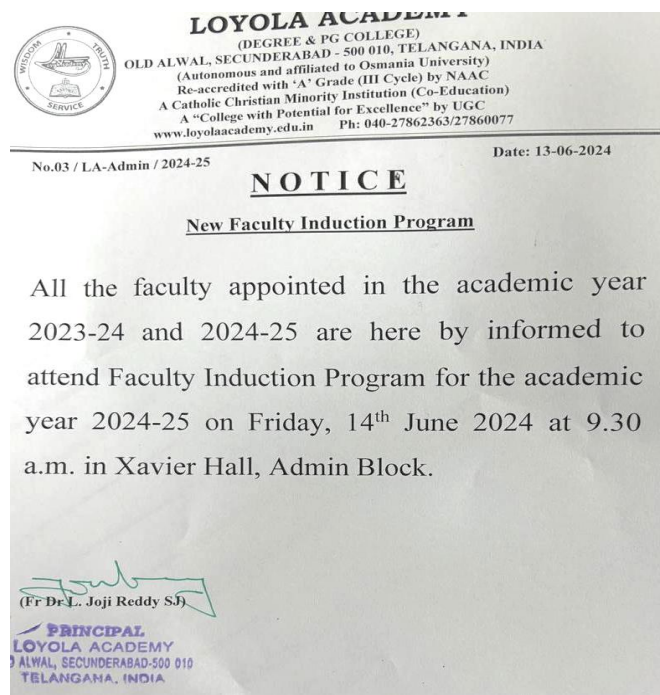 LOYOLA ACADEMY
(DEGREE & PG COLLEGE)
OLD ALWAL, SECUNDERABAD - 500 010, TELANGANA, INDIA
(Autonomous and affiliated to Osmania University)
Re-accredited with 'A' Grade (III Cycle) by NAAC
A Catholic Christian Minority Institution (Co-Education)
A "College with Potential for Excellence" by UGC
www.loyolaacademy.edu.in Ph: 040-27862363/27860077
WISDOM TRUTH
SERVICE
No.03 / LA-Admin / 2024-25
Date: 13-06-2024
NOTICE
New Faculty Induction Program
All the faculty appointed in the academic year
2023-24 and 2024-25 are here by informed to
attend Faculty Induction Program for the academic
year 2024-25 on Friday, 14th June 2024 at 9.30
a.m. in Xavier Hall, Admin Block.
(Fr Dr L. Joji Reddy SJ)
PRINCIPAL
LOYOLA ACADEMY
ALWAL, SECUNDERABAD-500 010
TELANGANA, INDIA